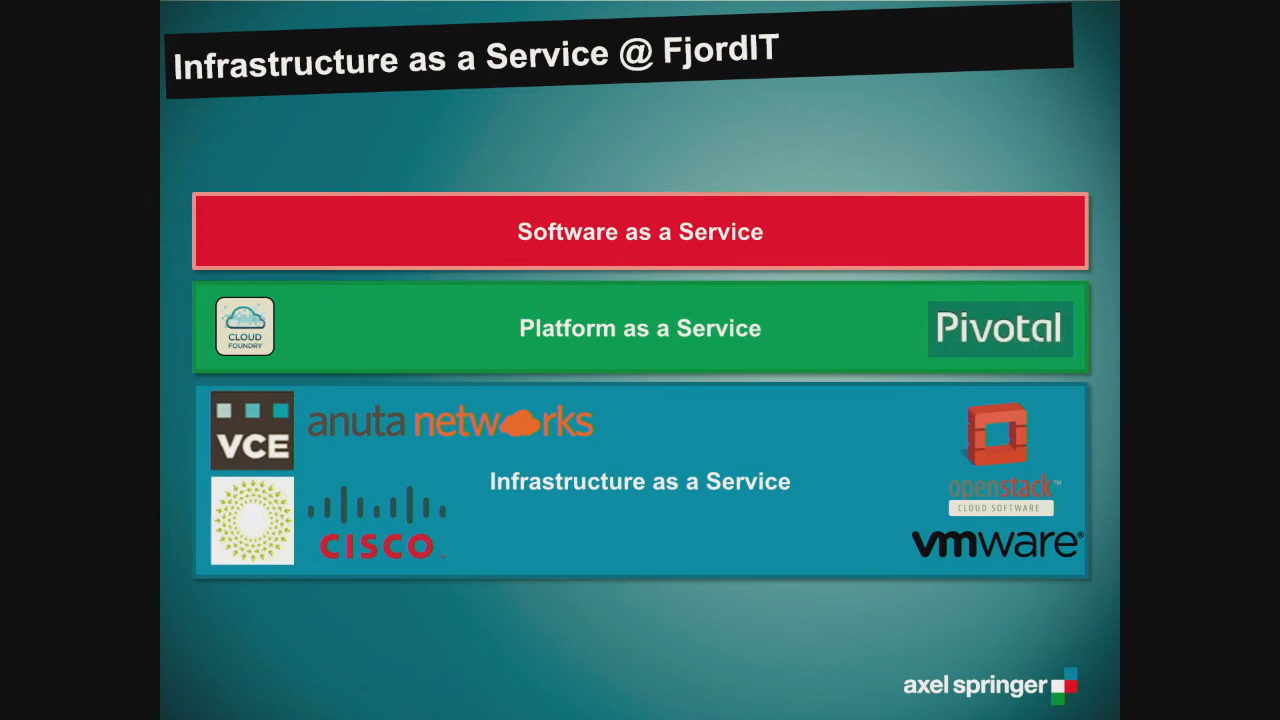 Infrastructure as a Service @ FjordIT
Software as a Service
CLOUD
FOUNDRY
Platform as a Service
Pivotal
VCE
anuta networks
Infrastructure as a Service
CISCO
openstack™
CLOUD SOFTWARE
vmware®
axel springer